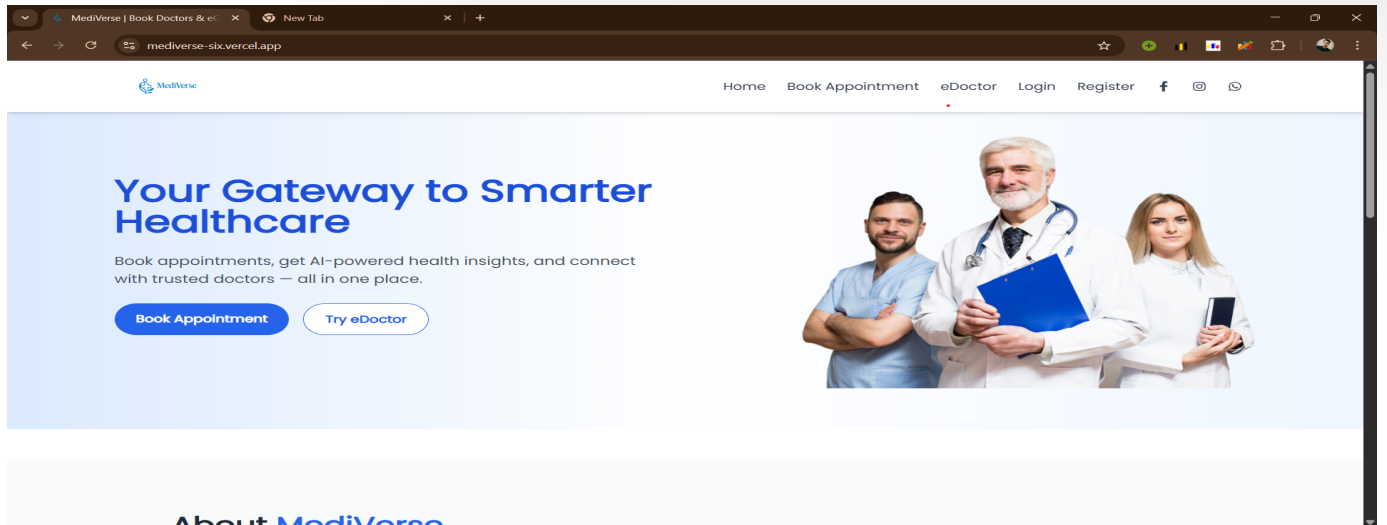 MediVerse | Book Doctors & eC
New Tab
mediverse-six.vercel.app
MediVerse
Home Book Appointment eDoctor Login Register
Your Gateway to Smarter
Healthcare
Book appointments, get AI-powered health insights, and connect
with trusted doctors — all in one place.
Book Appointment Try eDoctor
About MediVerse